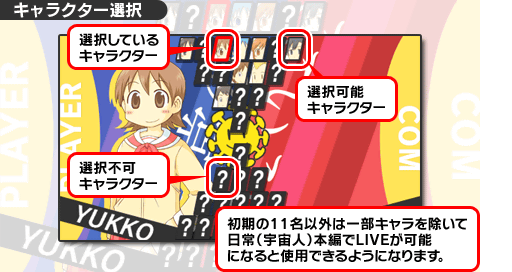 キャラクター選択
選択している
キャラクター
選択可能
キャラクター
選択不可
キャラクター
PLAYER
COM
YUKKO
初期の11名以外は一部キャラを除いて
日常(宇宙人)本編でLIVEが可能
になると使用できるようになります。
PLAYER
COM
YUKKO